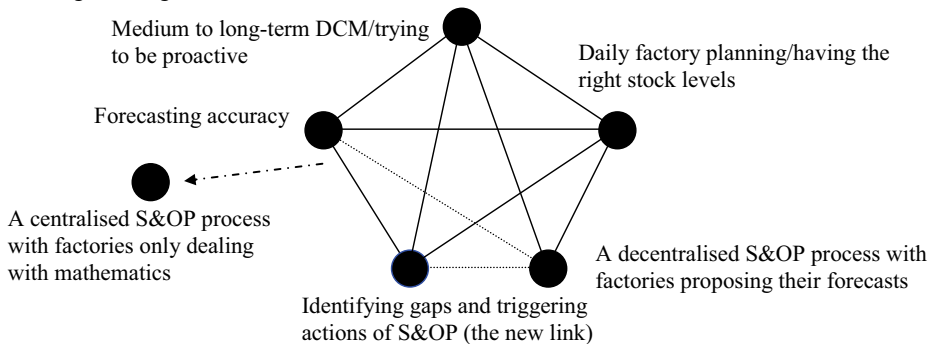 Medium to long-term DCM/trying
to be proactive
Daily factory planning/having the
right stock levels
Forecasting accuracy
A centralised S&OP process
with factories only dealing
with mathematics
A decentralised S&OP process with
factories proposing their forecasts
Identifying gaps and triggering
actions of S&OP (the new link)